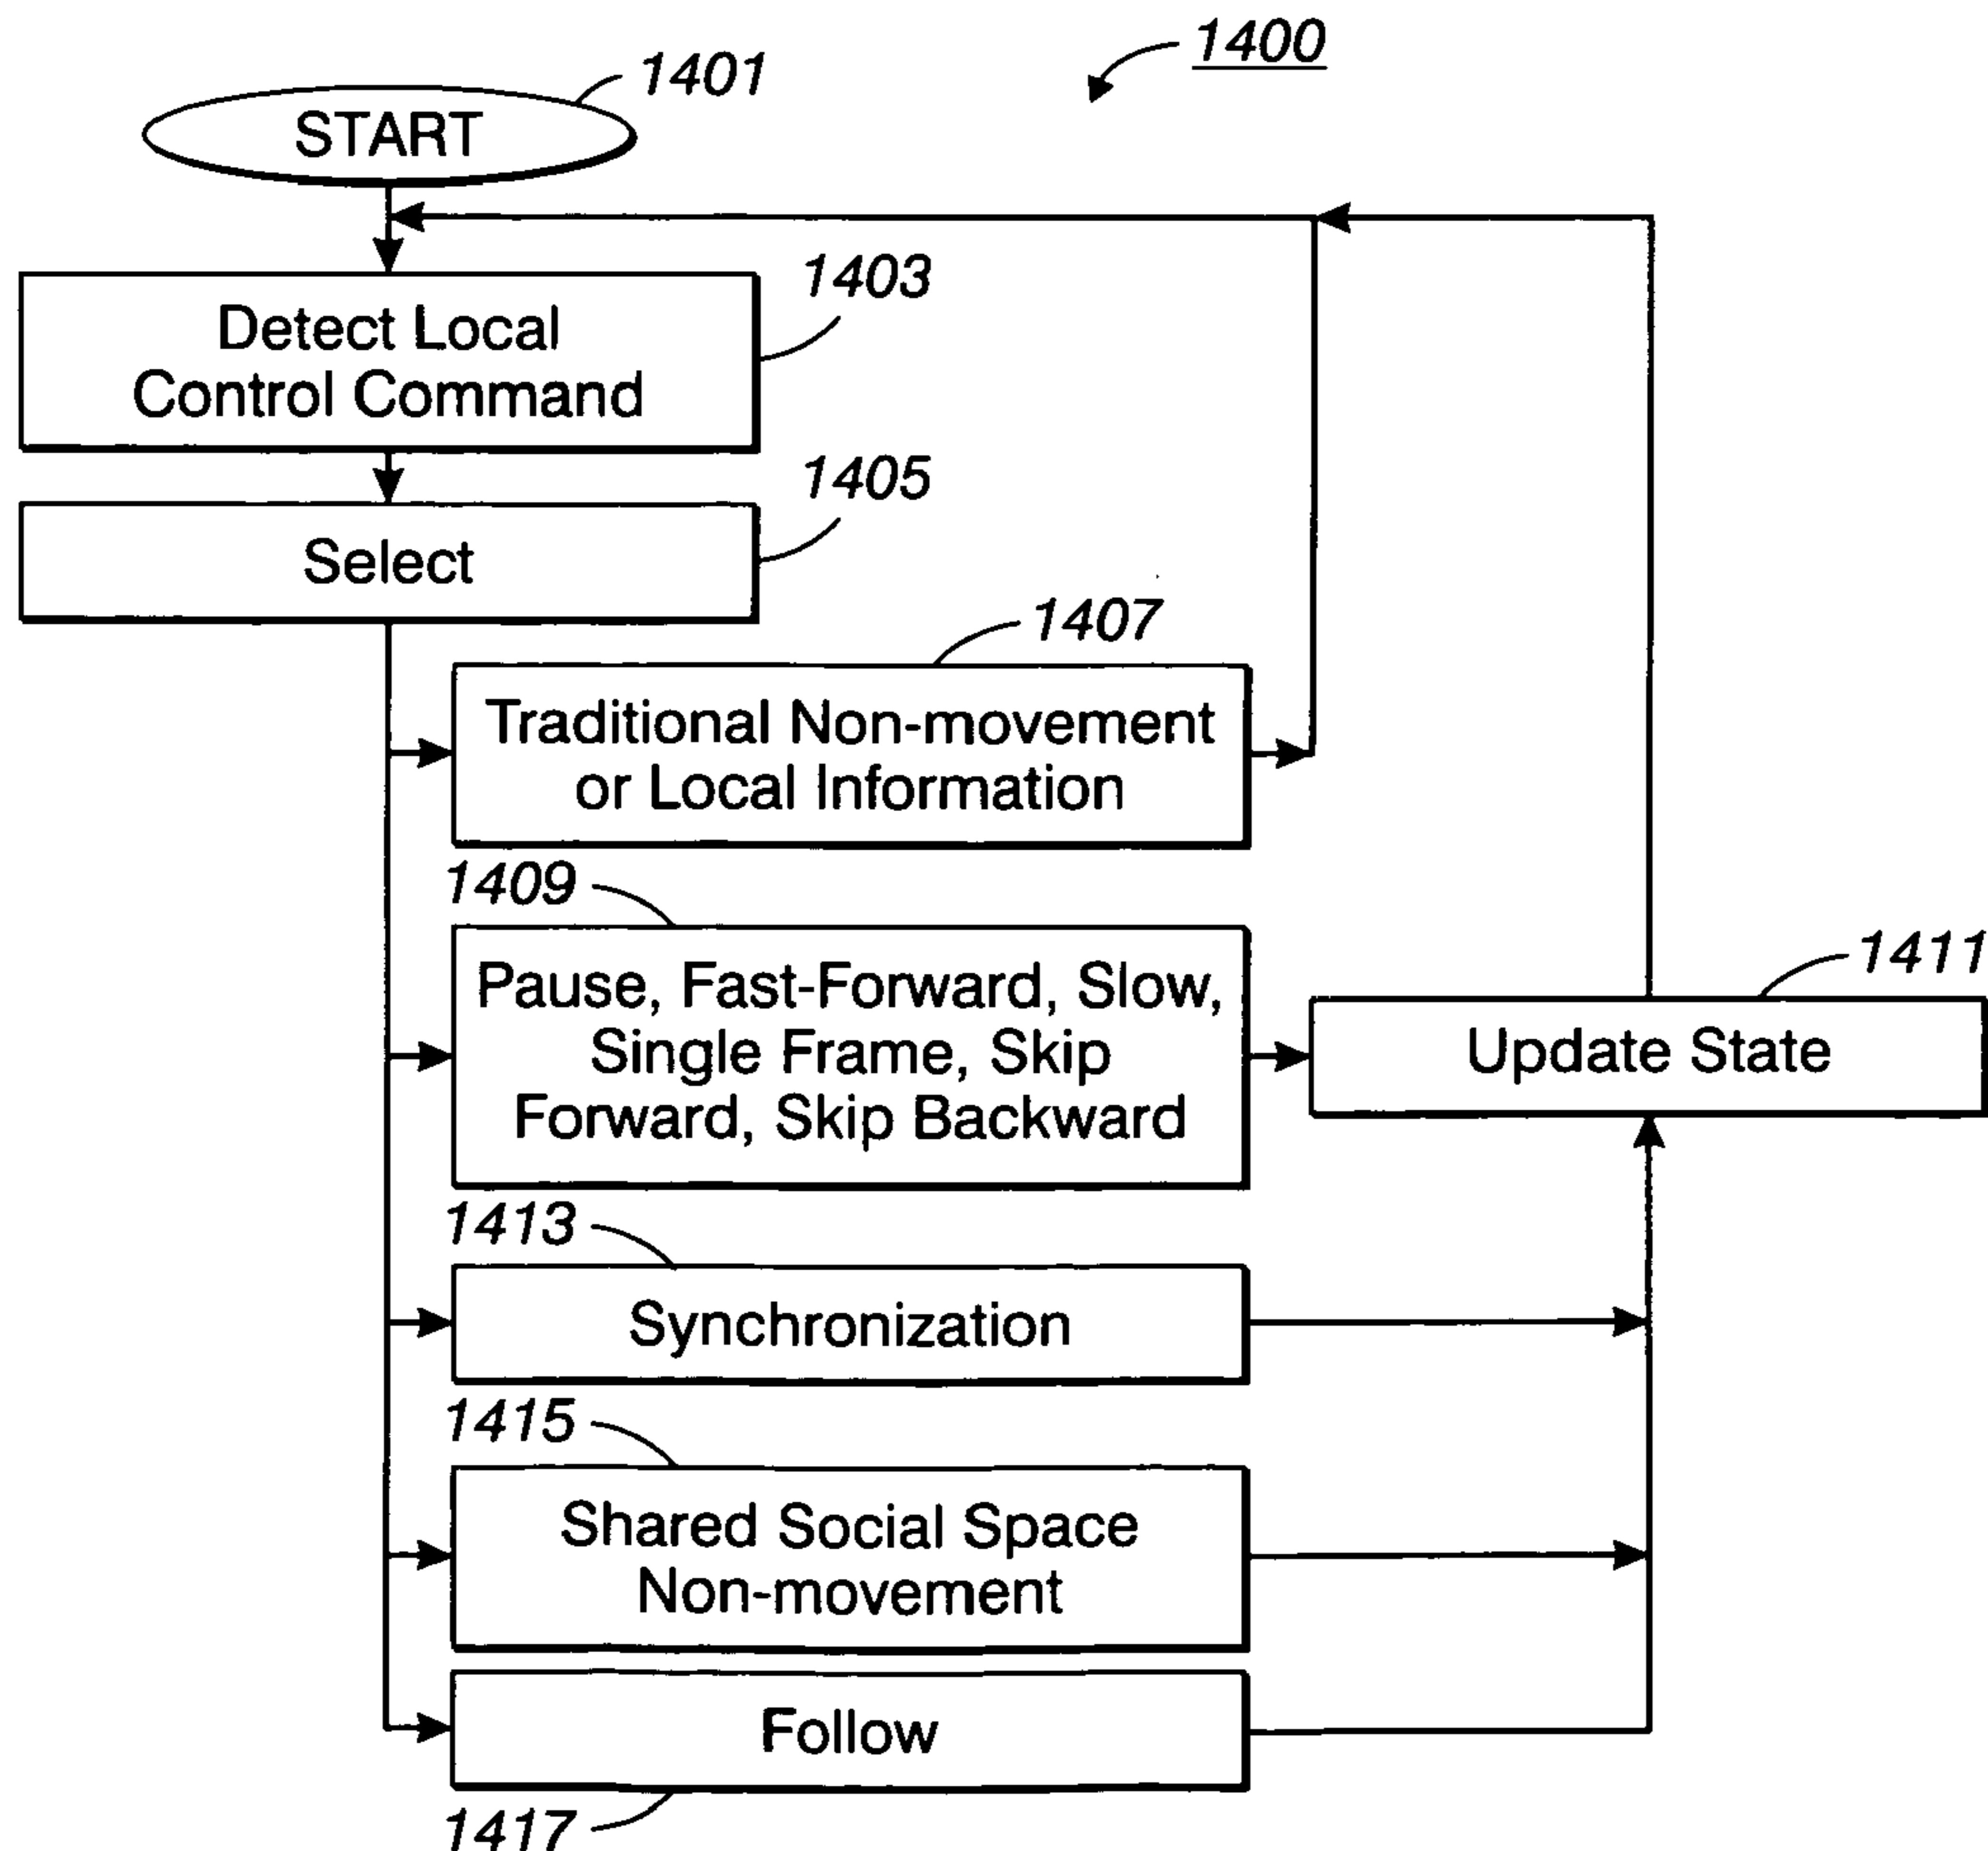 1400
1401
START
1403
Detect Local
Control Command
1405
Select
1407
Traditional Non-movement
or Local Information
1409
Pause, Fast-Forward, Slow,
Single Frame, Skip
Forward, Skip Backward
1411
Update State
1413
Synchronization
1415
Shared Social Space
Non-movement
Follow
1417